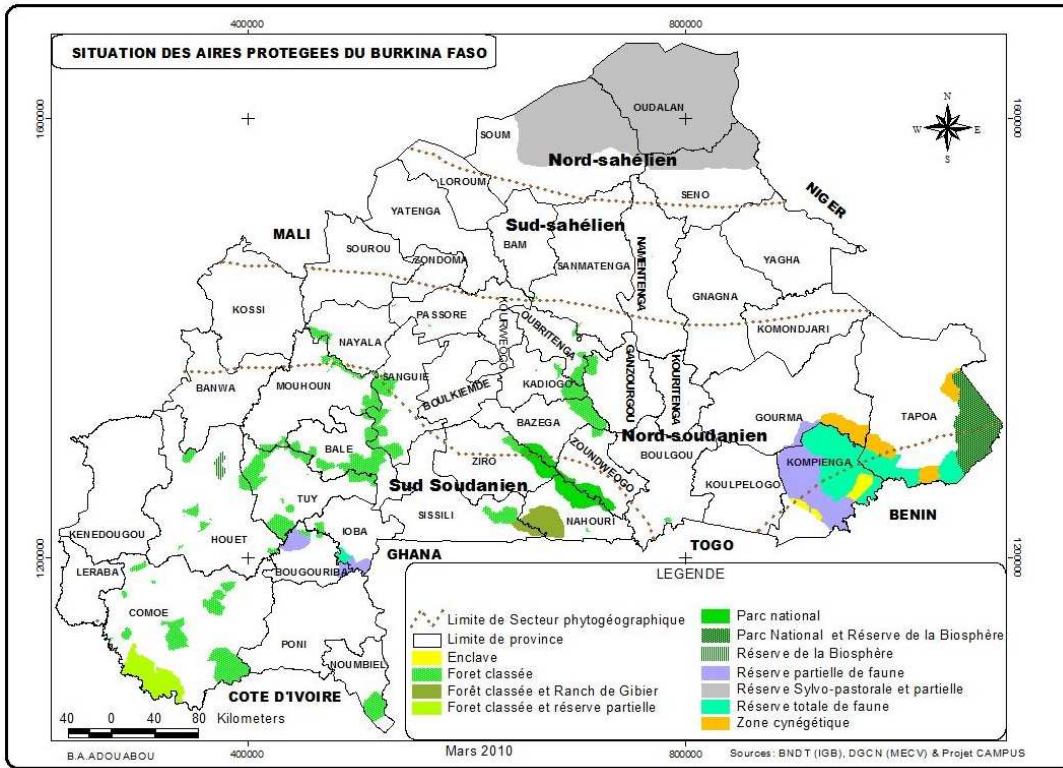 400000
800000
SITUATION DES AIRES PROTEGEES DU BURKINA FASO
1600000
1600000
N
W
E
S
OUDALAN
SOUM
Nord-sahélien
LOROUM
SENO
NIGER
YATENGA
Sud-sahélien
MALI
SOUROU
BAM
ZONDOMA
SANMATENGA
NAMENTENGA
YAGHA
GNAGNA
KOSSI
PASSORE
KOURWEOGO
OUBRITENGA
KOMONDJARI
NAYALA
SANGUIE
BANWA
MOUHOUN
BOULKIEMDE
KADIOGO
GANZOURGOU
KOURITENGA
GOURMA
TAPOA
BAZEGA
Nord-soudanien
BALE
ZIRO
ZOUNDWEOGO
BOULGOU
KOMPIENGA
KOULPELOGO
Sud Soudanien
TUY
SISSILI
NAHOURI
BENIN
KENEDOUGOU
HOUET
IOBA
GHANA
TOGO
1200000
1200000
LERABA
BOUGOURIBA
COMOE
PONI
NOUMBIEL
COTE D'IVOIRE
LEGENDE
Limite de Secteur phytogéographique
Limite de province
Enclave
Foret classée
Forêt classée et Ranch de Gibier
Foret classée et réserve partielle
Parc national
Parc National et Réserve de la Biosphère
Réserve de la Biosphère
Réserve partielle de faune
Réserve Sylvo-pastorale et partielle
Réserve totale de faune
Zone cynégétique
40 0 40 80 Kilometers
B.A.ADOUABOU
400000
Mars 2010
800000
Sources: BNDT (IGB), DGCN (MECV) & Projet CAMPUS